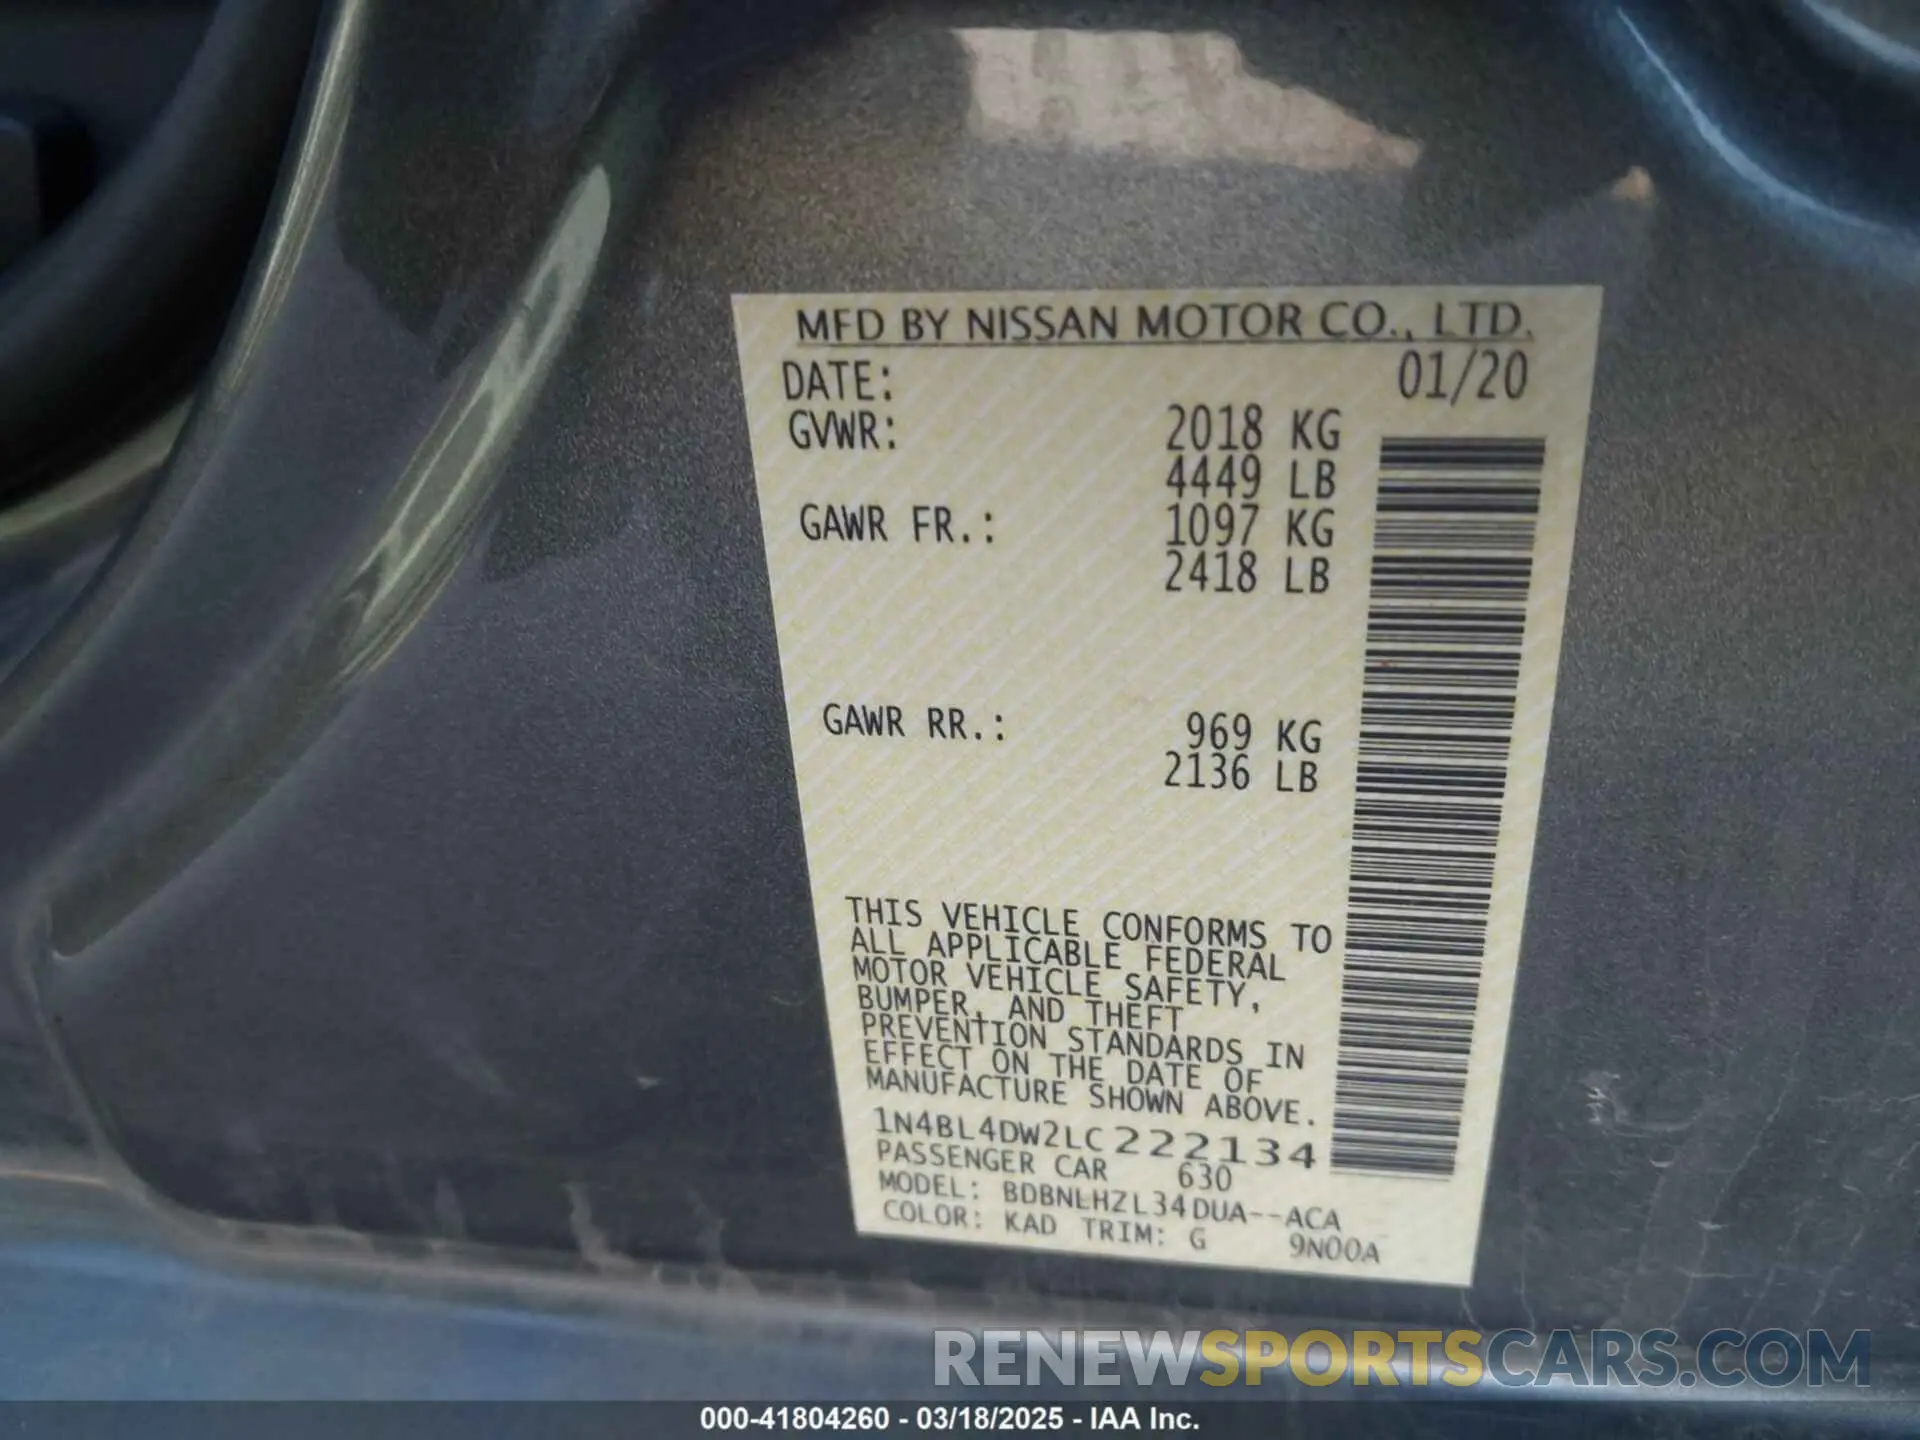 MFD BY NISSAN MOTOR CO., LTD.
DATE: 01/20
GVWR: 2018 KG
4449 LB
GAWR FR.: 1097 KG
2418 LB
GAWR RR.: 969 KG
2136 LB
THIS VEHICLE CONFORMS TO
ALL APPLICABLE FEDERAL
MOTOR VEHICLE SAFETY,
BUMPER, AND THEFT
PREVENTION STANDARDS IN
EFFECT ON THE DATE OF
MANUFACTURE SHOWN ABOVE.
1N4BL4DW2LC222134
PASSENGER CAR 630
MODEL: BDBNLHZL34DUA--ACA
COLOR: KAD TRIM: G 9N00A
RENEWSPORTSCARS.COM
000-41804260 - 03/18/2025 - IAA Inc.